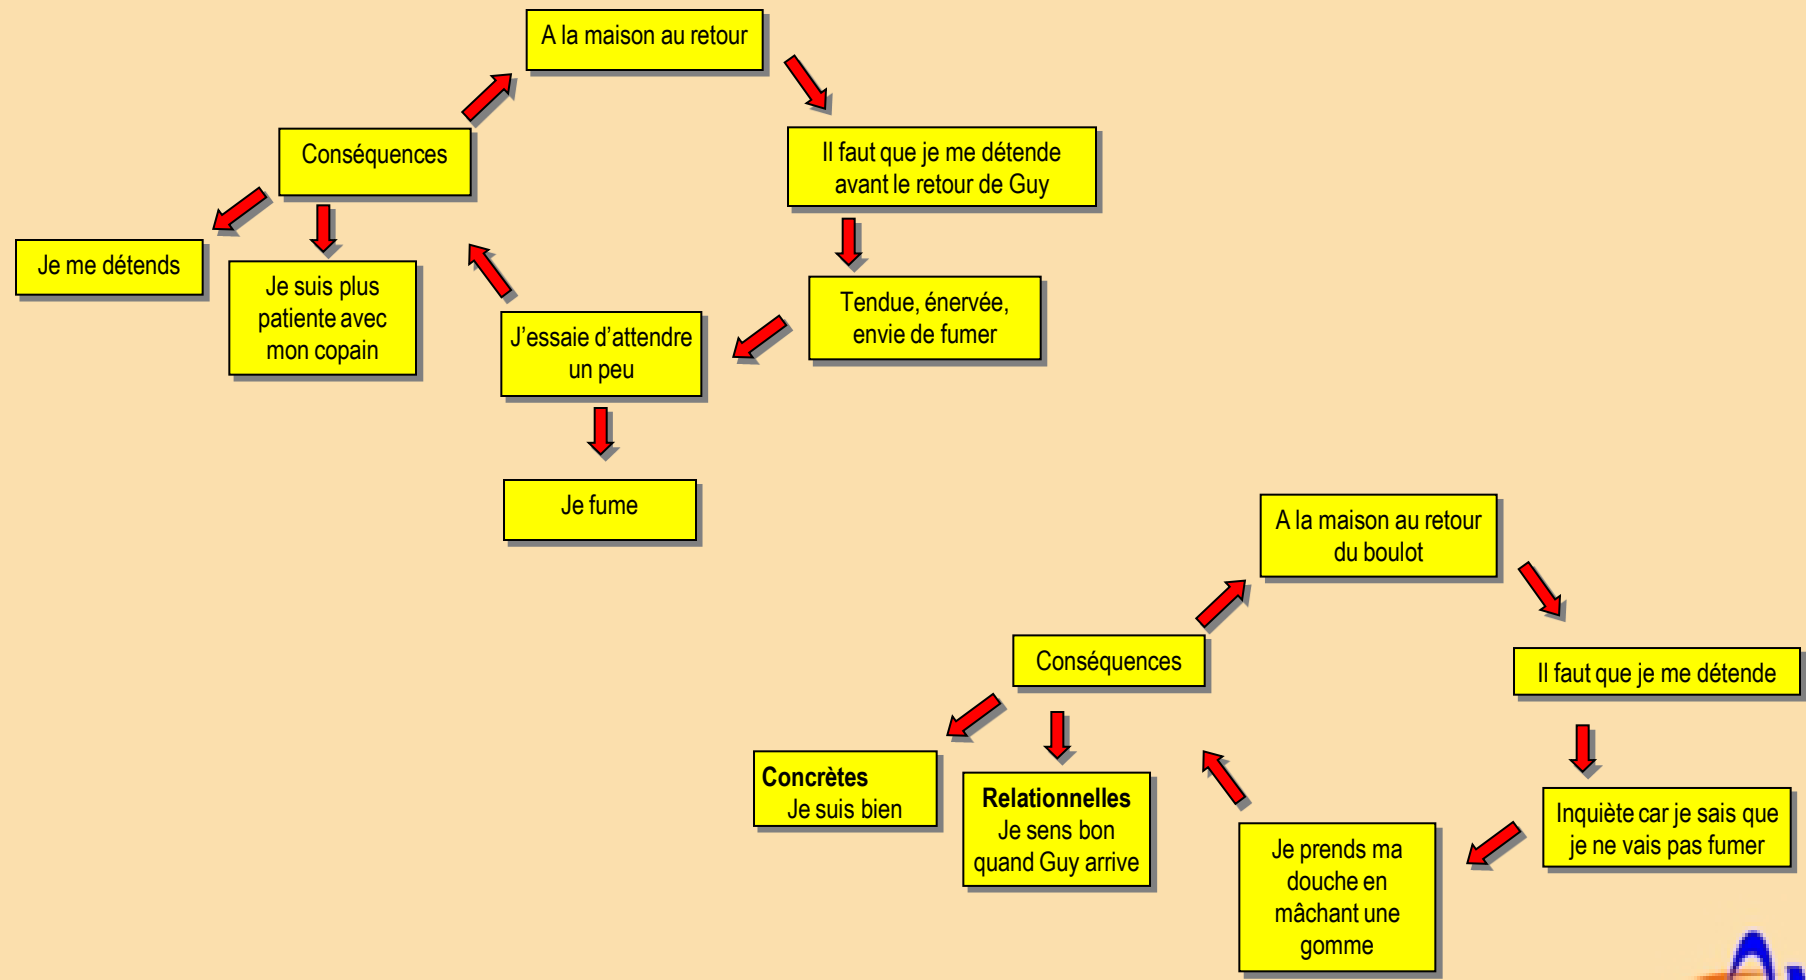 A la maison au retour
Conséquences
Il faut que je me détende
avant le retour de Guy
Je me détends
Je suis plus
patiente avec
mon copain
Tendue, énervée,
envie de fumer
J'essaie d'attendre
un peu
Je fume
A la maison au retour
du boulot
Conséquences
Il faut que je me détende
Concrètes
Je suis bien
Relationnelles
Je sens bon
quand Guy arrive
Inquiète car je sais que
je ne vais pas fumer
Je prends ma
douche en
mâchant une
gomme